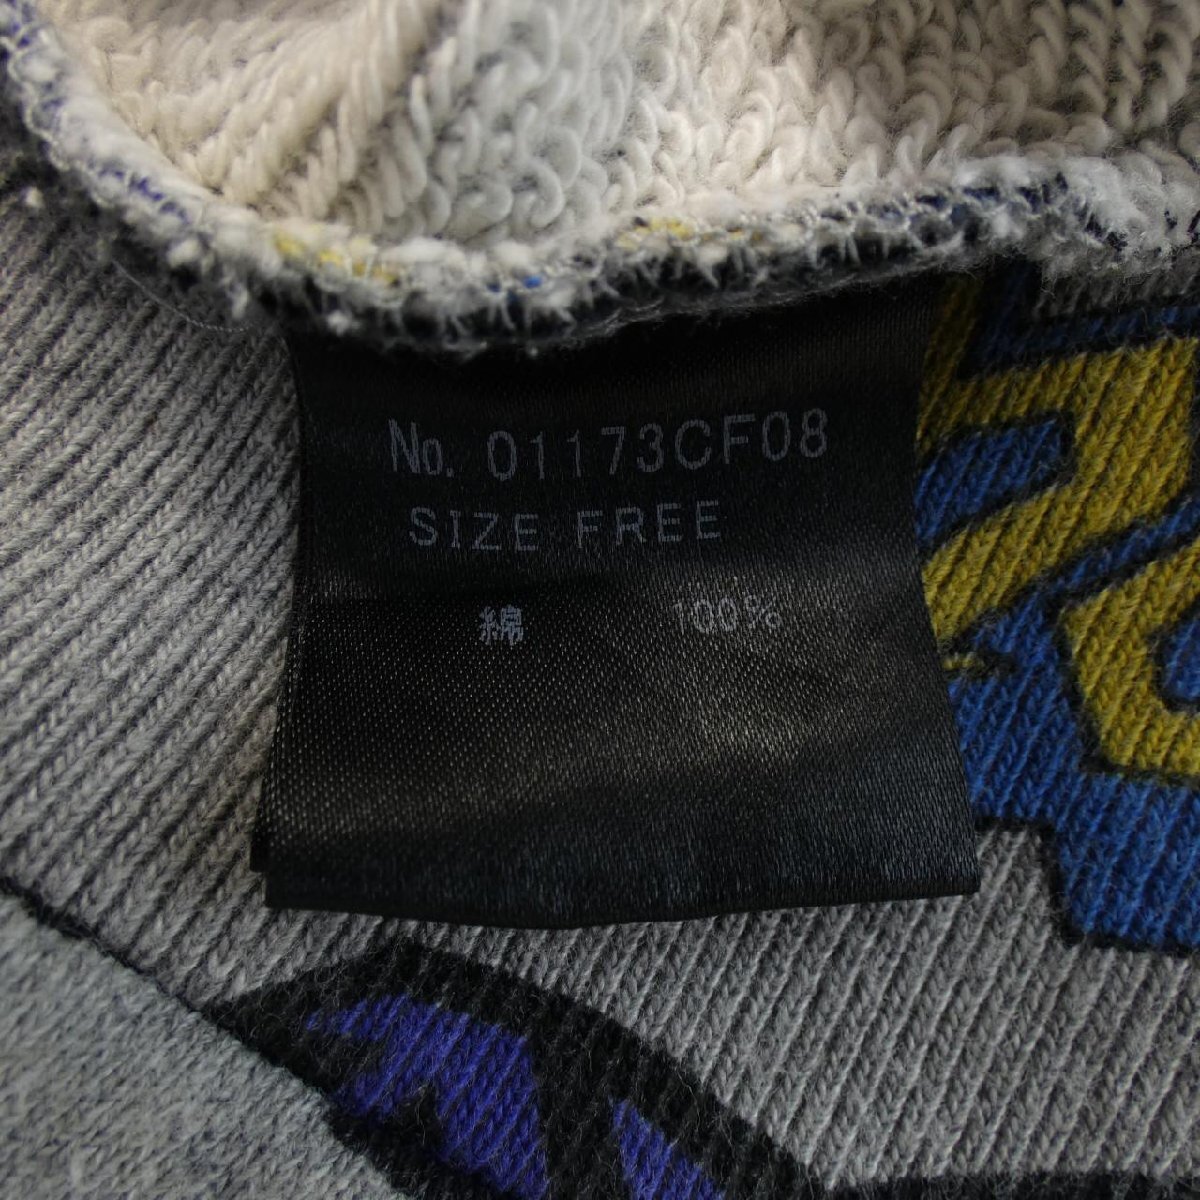 No. 01173CF08
SIZE FREE
綿 100%